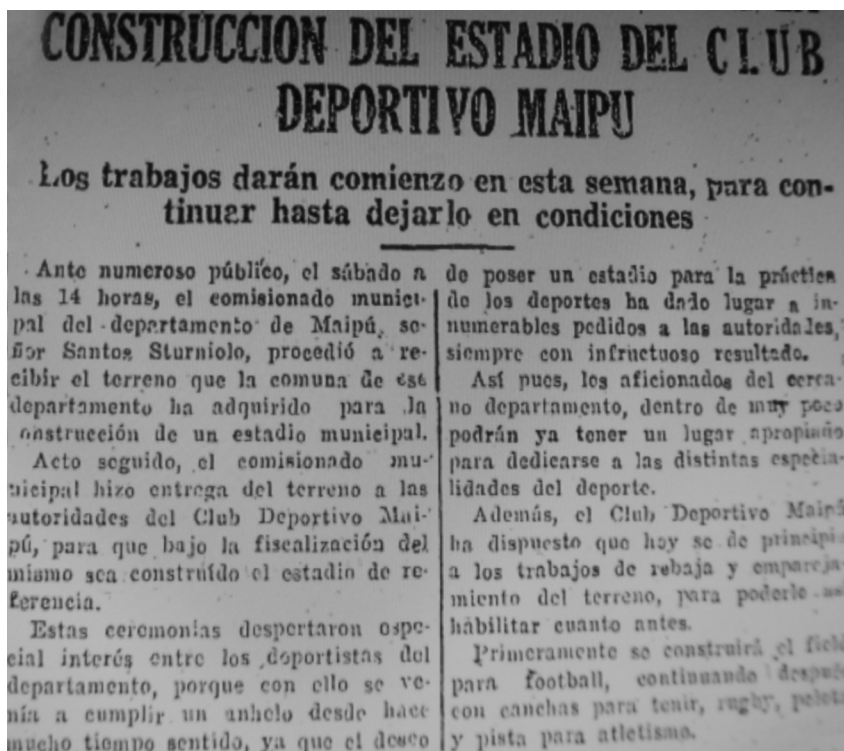 CONSTRUCCION DEL ESTADIO DEL CLUB
DEPORTIVO MAIPU
Los trabajos darán comienzo en esta semana, para con-
tinuar hasta dejarlo en condiciones
Ante numeroso público, el sábado a
las 14 horas, el comisionado munici-
pal del departamento de Maipú, se-
ñor Santos Sturniolo, procedió a re-
cibir el terreno que la comuna de ese
departamento ha adquirido para la
onstrucción de un estadio municipal.
Acto seguido, el comisionado mu-
nicipal hizo entrega del terreno a las
autoridades del Club Deportivo Mai-
pú, para que bajo la fiscalización del
mismo sea construído el estadio de re-
ferencia.
Estas ceremonias despertaron espe-
cial interés entre los deportistas del
departamento, porque con ello se ve-
nía a cumplir un anhelo desde hace
mucho tiempo sentido, ya que el deseo
de poser un estadio para la práctica
de los deportes ha dado lugar a in-
numerables pedidos a las autoridales,
siempre con infructuoso resultado.
Así pues, los aficionados del cerca-
no departamento, dentro de muy poco
podrán ya tener un lugar apropiado
para dedicarse a las distintas especia-
lidades del deporte.
Además, el Club Deportivo Maipú
ha dispuesto que hoy se de principio
a los trabajos de rebaja y empareja-
miento del terreno, para poderlo así
habilitar cuanto antes.
Primeramente se construirá el field
para football, continuando después
con canchas para tenir, rugby, pelota
y pista para atletismo.